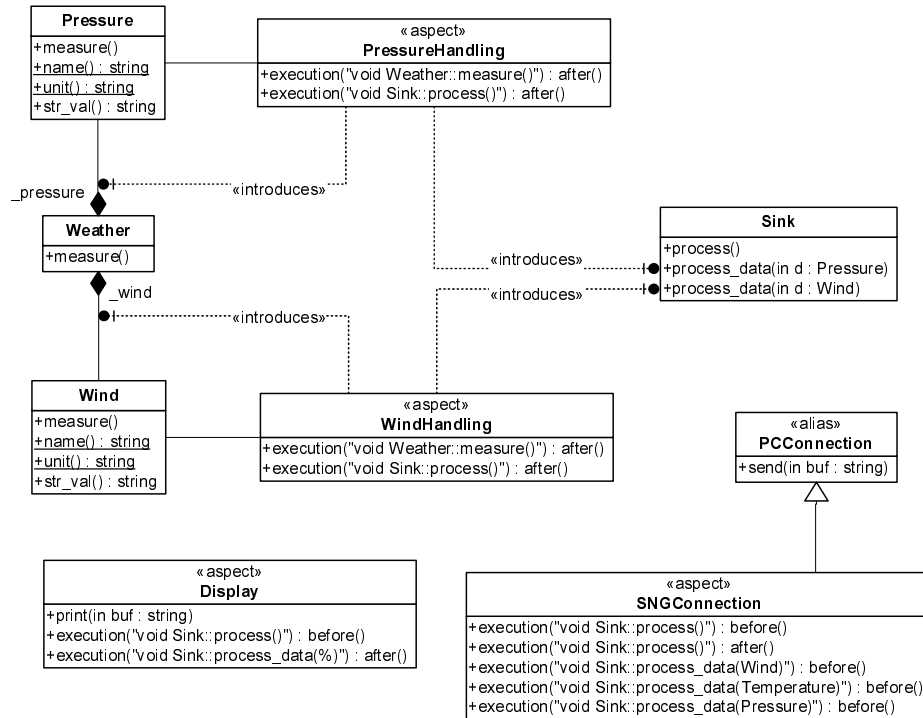 Pressure
+measure()
+name() : string
+unit() : string
+str_val() : string
«aspect»
PressureHandling
+execution("void Weather::measure()") : after()
+execution("void Sink::process()") : after()
_pressure
«introduces»
Weather
+measure()
_wind
«introduces»
Sink
+process()
+process_data(in d : Pressure)
+process_data(in d : Wind)
«introduces»
«introduces»
Wind
+measure()
+name() : string
+unit() : string
+str_val() : string
«aspect»
WindHandling
+execution("void Weather::measure()") : after()
+execution("void Sink::process()") : after()
«alias»
PCConnection
+send(in buf : string)
«aspect»
Display
+print(in buf : string)
+execution("void Sink::process()") : before()
+execution("void Sink::process_data(%)") : after()
«aspect»
SNGConnection
+execution("void Sink::process()") : before()
+execution("void Sink::process()") : after()
+execution("void Sink::process_data(Wind)") : before()
+execution("void Sink::process_data(Temperature)") : before()
+execution("void Sink::process_data(Pressure)") : before()